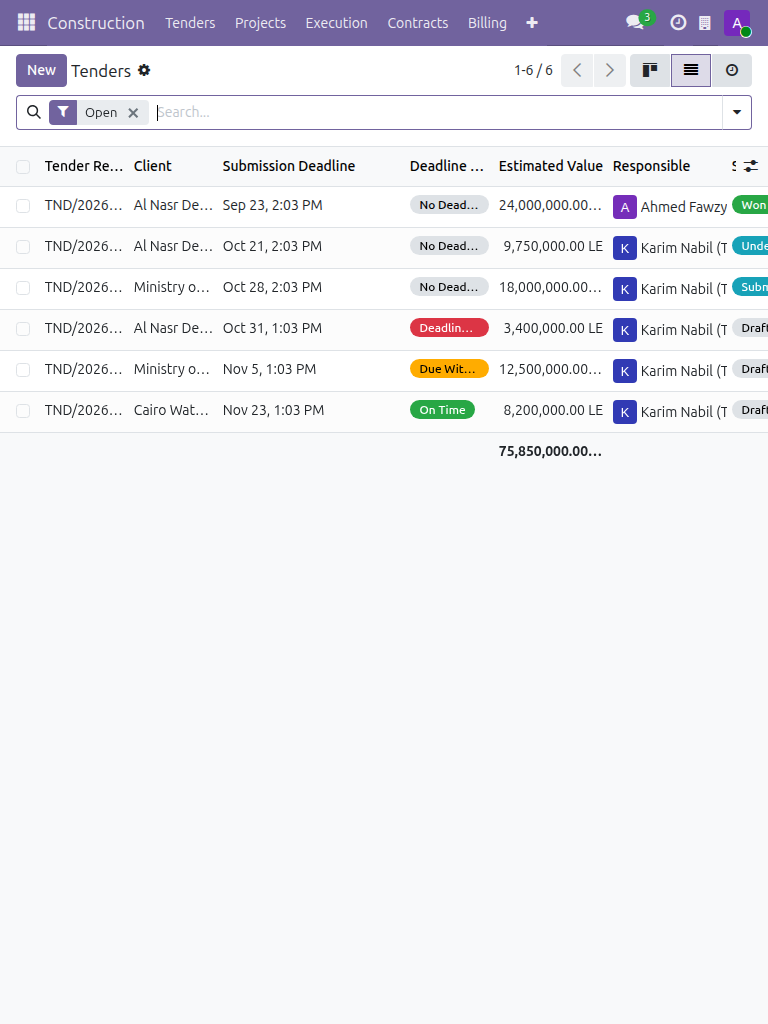 Construction Tenders Projects Execution Contracts Billing 3 A
New Tenders 1-6 / 6
Open Search...
Tender Re... Client Submission Deadline Deadline ... Estimated Value Responsible
TND/2026... Al Nasr De... Sep 23, 2:03 PM No Dead... 24,000,000.00... A Ahmed Fawzy Won
TND/2026... Al Nasr De... Oct 21, 2:03 PM No Dead... 9,750,000.00 LE K Karim Nabil (T Unde
TND/2026... Ministry o... Oct 28, 2:03 PM No Dead... 18,000,000.00... K Karim Nabil (T Subm
TND/2026... Al Nasr De... Oct 31, 1:03 PM Deadlin... 3,400,000.00 LE K Karim Nabil (T Draft
TND/2026... Ministry o... Nov 5, 1:03 PM Due Wit... 12,500,000.00... K Karim Nabil (T Draft
TND/2026... Cairo Wat... Nov 23, 1:03 PM On Time 8,200,000.00 LE K Karim Nabil (T Draft
75,850,000.00...